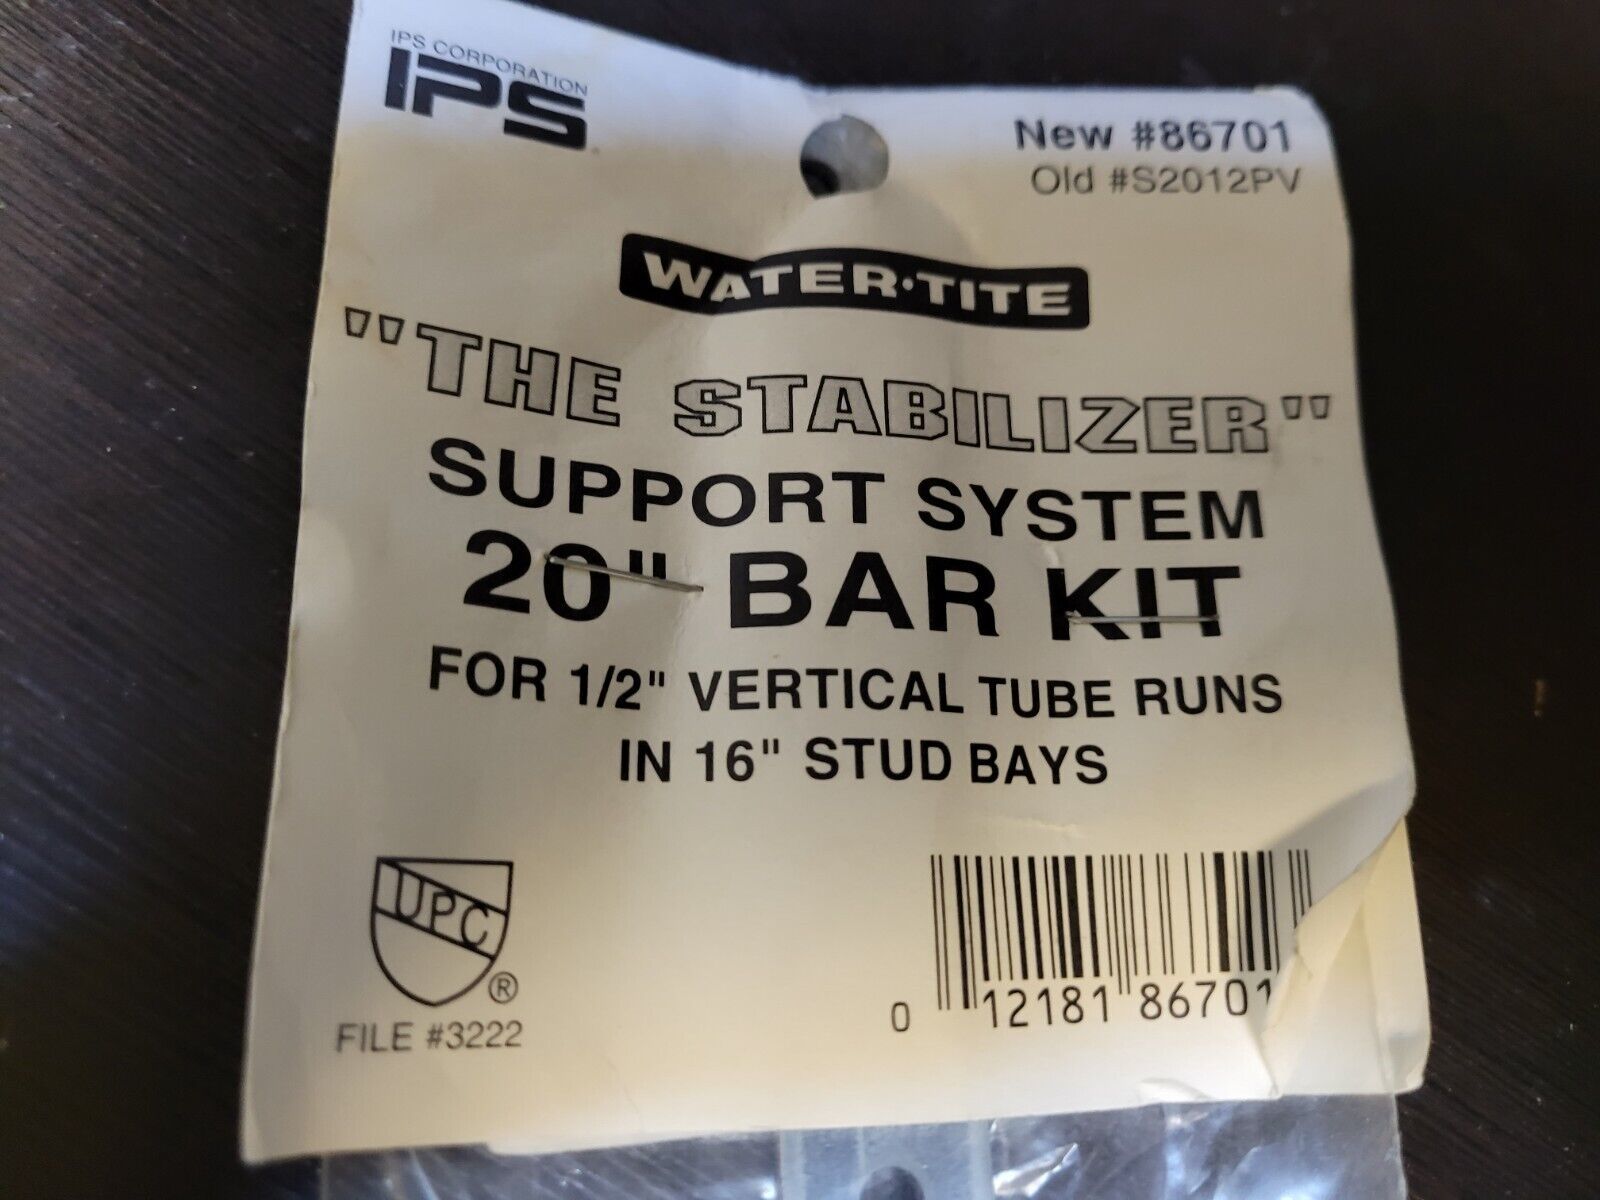 IPS CORPORATION
IPS
New #86701
Old #S2012PV
WATER·TITE
"THE STABILIZER"
SUPPORT SYSTEM
20" BAR KIT
FOR 1/2" VERTICAL TUBE RUNS
IN 16" STUD BAYS
UPC
®
FILE #3222
0 12181 86701